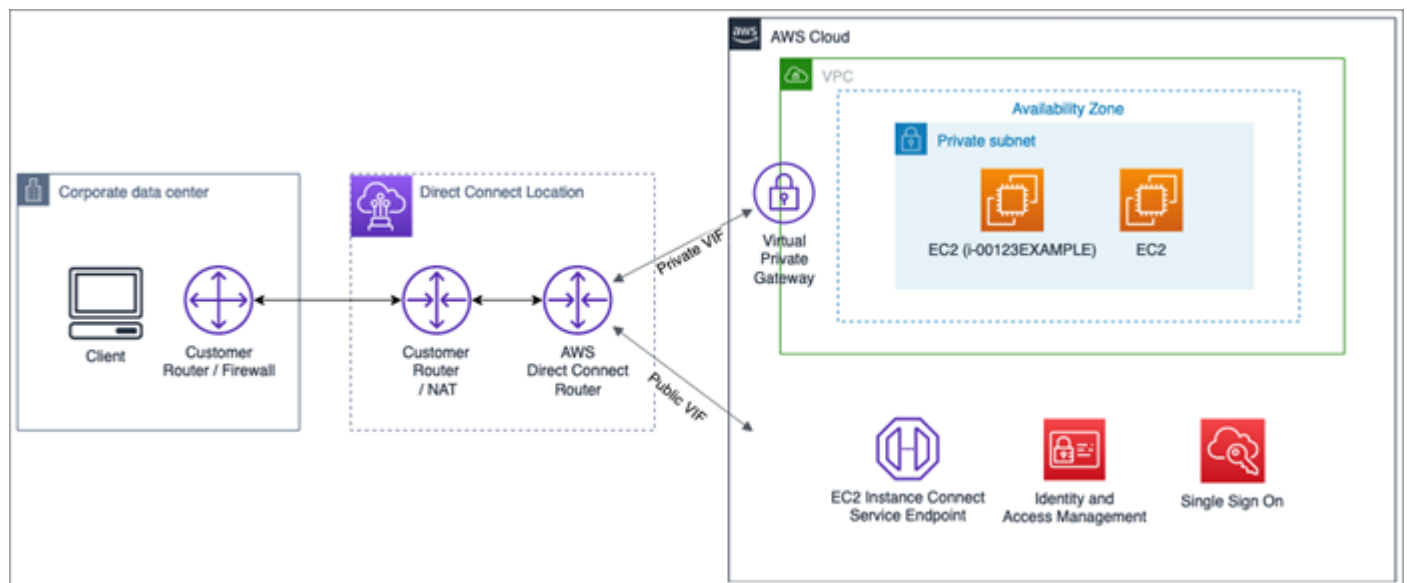 aws
AWS Cloud
VPC
Availability Zone
Private subnet
EC2 (i-00123EXAMPLE)
EC2
Corporate data center
Client
Customer
Router / Firewall
Direct Connect Location
Customer
Router
/ NAT
AWS
Direct Connect
Router
Private VIF
Public VIF
Virtual
Private
Gateway
EC2 Instance Connect
Service Endpoint
Identity and
Access Management
Single Sign On